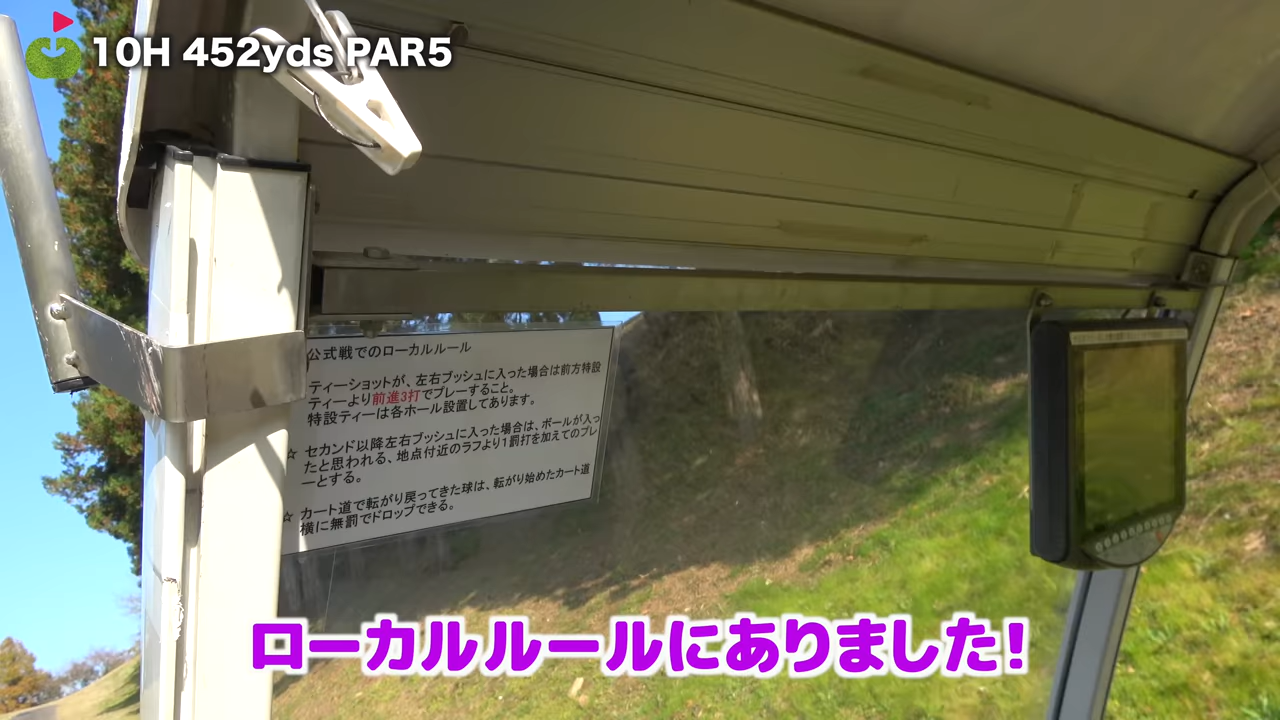 10H 452yds PAR5
公式戦でのローカルルール
ティーショットが、左右ブッシュに入った場合は前方特設
ティーより前進3打でプレーすること。
特設ティーは各ホール設置してあります。
☆ セカンド以降左右ブッシュに入った場合は、ボールが入っ
たと思われる、地点付近のラフより1罰打を加えてのプレ
ーとする。
☆ カート道で転がり戻ってきた球は、転がり始めたカート道
横に無罰でドロップできる。
ローカルルールにありました!